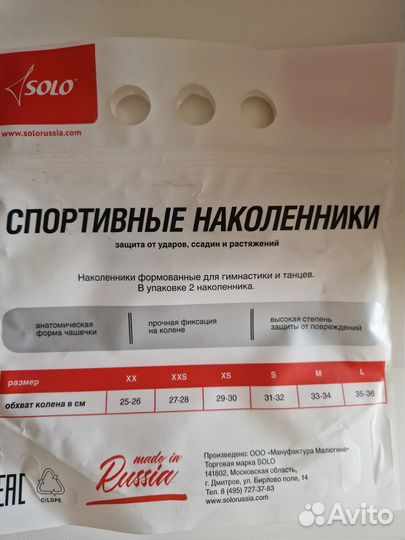 SOLO™
www.solorussia.com
СПОРТИВНЫЕ НАКОЛЕННИКИ
защита от ударов, ссадин и растяжений
Наколенники формованные для гимнастики и танцев.
В упаковке 2 наколенника.
анатомическая форма чашечки
прочная фиксация на колене
высокая степень защиты от повреждений
размер XX XXS XS S M L
обхват колена в см 25-26 27-28 29-30 31-32 33-34 35-36
EAC
C/LDPE
made in
Russia
Произведено: ООО «Мануфактура Малюгина»
Торговая марка SOLO
141802, Московская область,
г. Дмитров, ул. Бирлово поле, 14
Тел. 8 (495) 727-37-83
www.solorussia.com
Avito